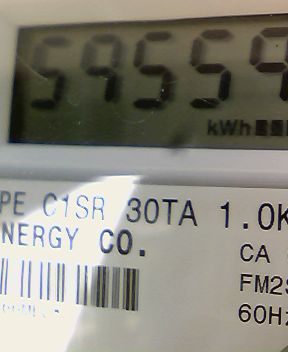 59559
kWh
PE C1SR 30TA 1.0K
NERGY CO.
CA
FM2S
60Hz